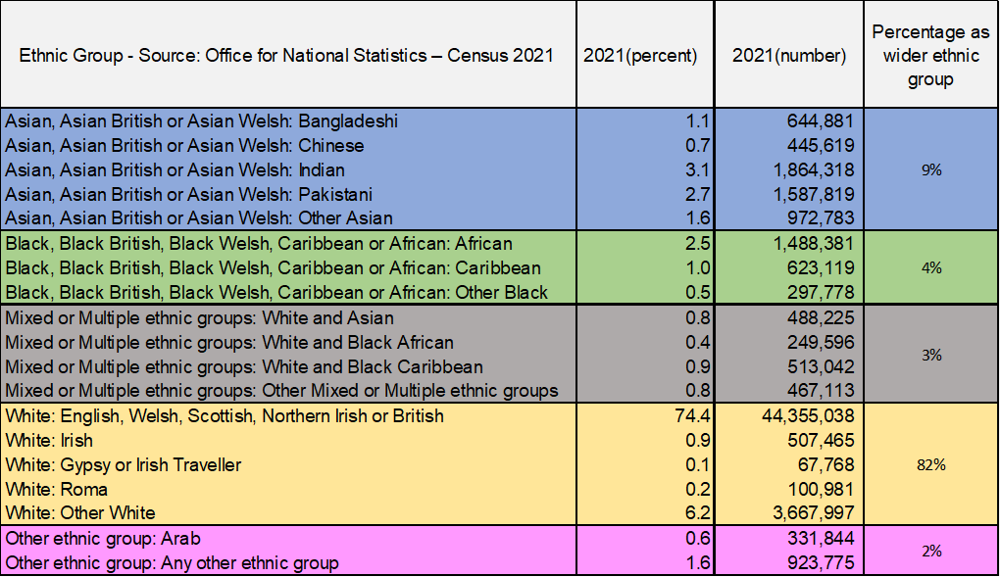 Ethnic Group - Source: Office for National Statistics – Census 2021 2021(percent) 2021(number) Percentage as wider ethnic group
Asian, Asian British or Asian Welsh: Bangladeshi 1.1 644,881
Asian, Asian British or Asian Welsh: Chinese 0.7 445,619
Asian, Asian British or Asian Welsh: Indian 3.1 1,864,318 9%
Asian, Asian British or Asian Welsh: Pakistani 2.7 1,587,819
Asian, Asian British or Asian Welsh: Other Asian 1.6 972,783
Black, Black British, Black Welsh, Caribbean or African: African 2.5 1,488,381
Black, Black British, Black Welsh, Caribbean or African: Caribbean 1.0 623,119 4%
Black, Black British, Black Welsh, Caribbean or African: Other Black 0.5 297,778
Mixed or Multiple ethnic groups: White and Asian 0.8 488,225
Mixed or Multiple ethnic groups: White and Black African 0.4 249,596 3%
Mixed or Multiple ethnic groups: White and Black Caribbean 0.9 513,042
Mixed or Multiple ethnic groups: Other Mixed or Multiple ethnic groups 0.8 467,113
White: English, Welsh, Scottish, Northern Irish or British 74.4 44,355,038
White: Irish 0.9 507,465
White: Gypsy or Irish Traveller 0.1 67,768 82%
White: Roma 0.2 100,981
White: Other White 6.2 3,667,997
Other ethnic group: Arab 0.6 331,844 2%
Other ethnic group: Any other ethnic group 1.6 923,775